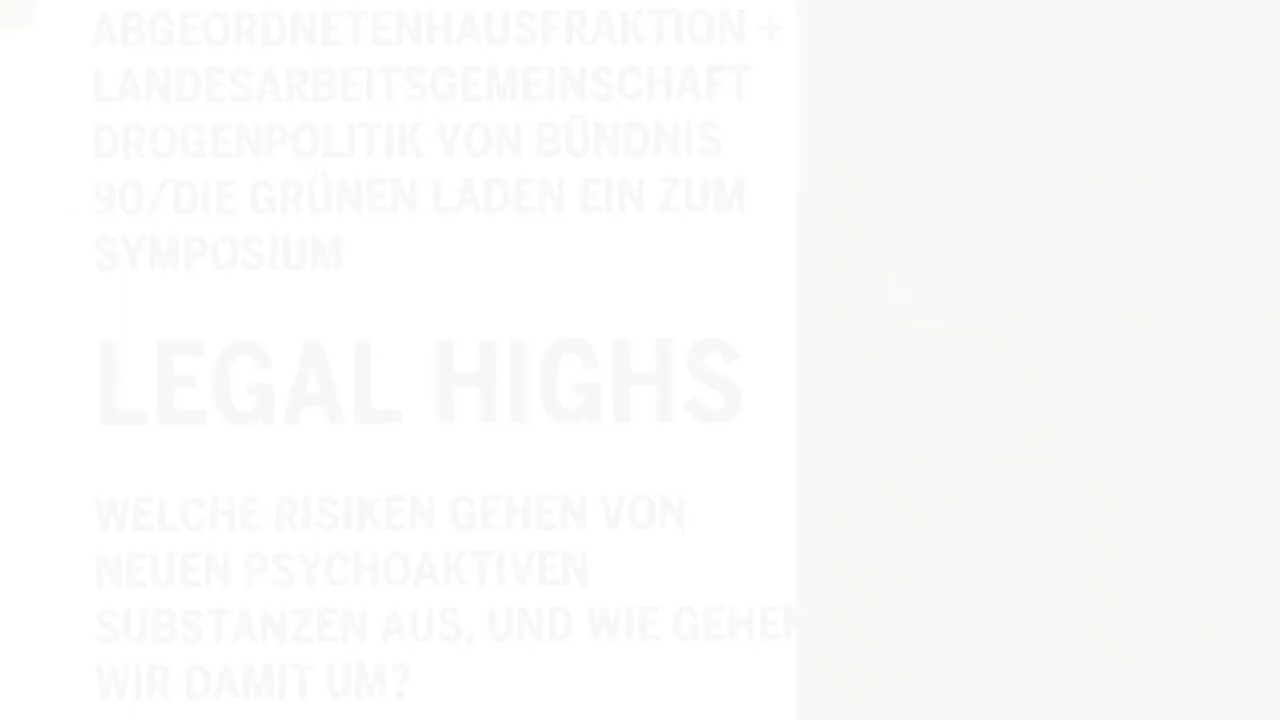 ABGEORDNETENHAUSFRAKTION +
LANDESARBEITSGEMEINSCHAFT
DROGENPOLITIK VON BÜNDNIS
90/DIE GRÜNEN LADEN EIN ZUM
SYMPOSIUM
LEGAL HIGHS
WELCHE RISIKEN GEHEN VON
NEUEN PSYCHOAKTIVEN
SUBSTANZEN AUS, UND WIE GEHEN
WIR DAMIT UM?